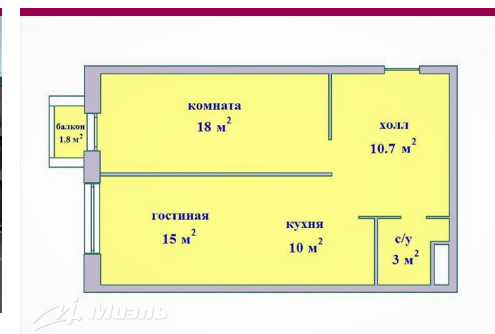 комната
18 м²
холл
10.7 м²
балкон
1.8 м²
гостиная
15 м²
кухня
10 м²
с/у
3 м²
Миэль